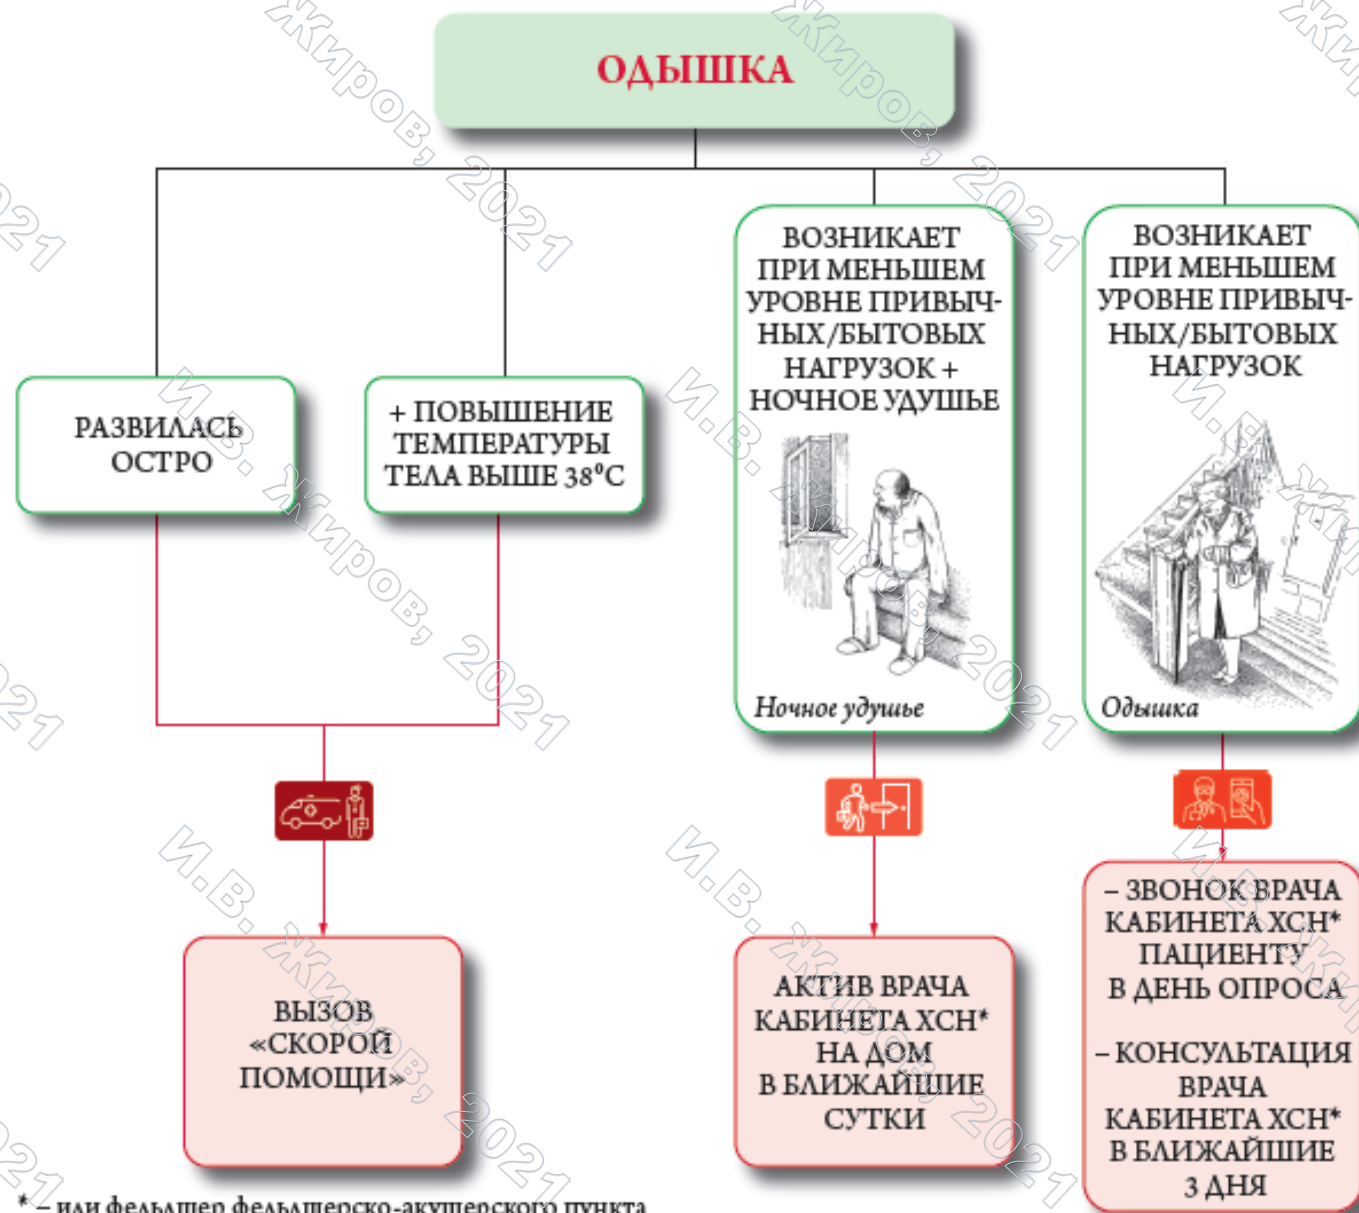 ОДЫШКА
РАЗВИЛАСЬ
ОСТРО
+ ПОВЫШЕНИЕ
ТЕМПЕРАТУРЫ
ТЕЛА ВЫШЕ 38⁰С
ВОЗНИКАЕТ
ПРИ МЕНЬШЕМ
УРОВНЕ ПРИВЫЧ-
НЫХ/БЫТОВЫХ
НАГРУЗОК +
НОЧНОЕ УДУШЬЕ
Ночное удушье
ВОЗНИКАЕТ
ПРИ МЕНЬШЕМ
УРОВНЕ ПРИВЫЧ-
НЫХ/БЫТОВЫХ
НАГРУЗОК
Одышка
ВЫЗОВ
«СКОРОЙ
ПОМОЩИ»
АКТИВ ВРАЧА
КАБИНЕТА ХСН*
НА ДОМ
В БЛИЖАЙШИЕ
СУТКИ
– ЗВОНОК ВРАЧА
КАБИНЕТА ХСН*
ПАЦИЕНТУ
В ДЕНЬ ОПРОСА
– КОНСУЛЬТАЦИЯ
ВРАЧА
КАБИНЕТА ХСН*
В БЛИЖАЙШИЕ
3 ДНЯ
* – или фельдшер фельдшерско-акушерского пункта
И.В. Жиров, 2021